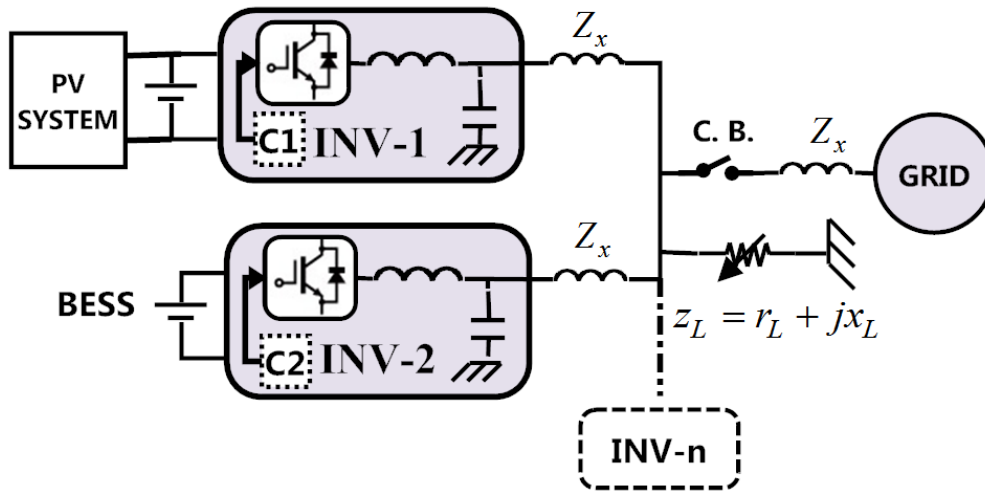 PV
SYSTEM
C1
INV-1
Z_x
C. B.
Z_x
GRID
BESS
C2
INV-2
Z_x
z_L = r_L + jx_L
INV-n